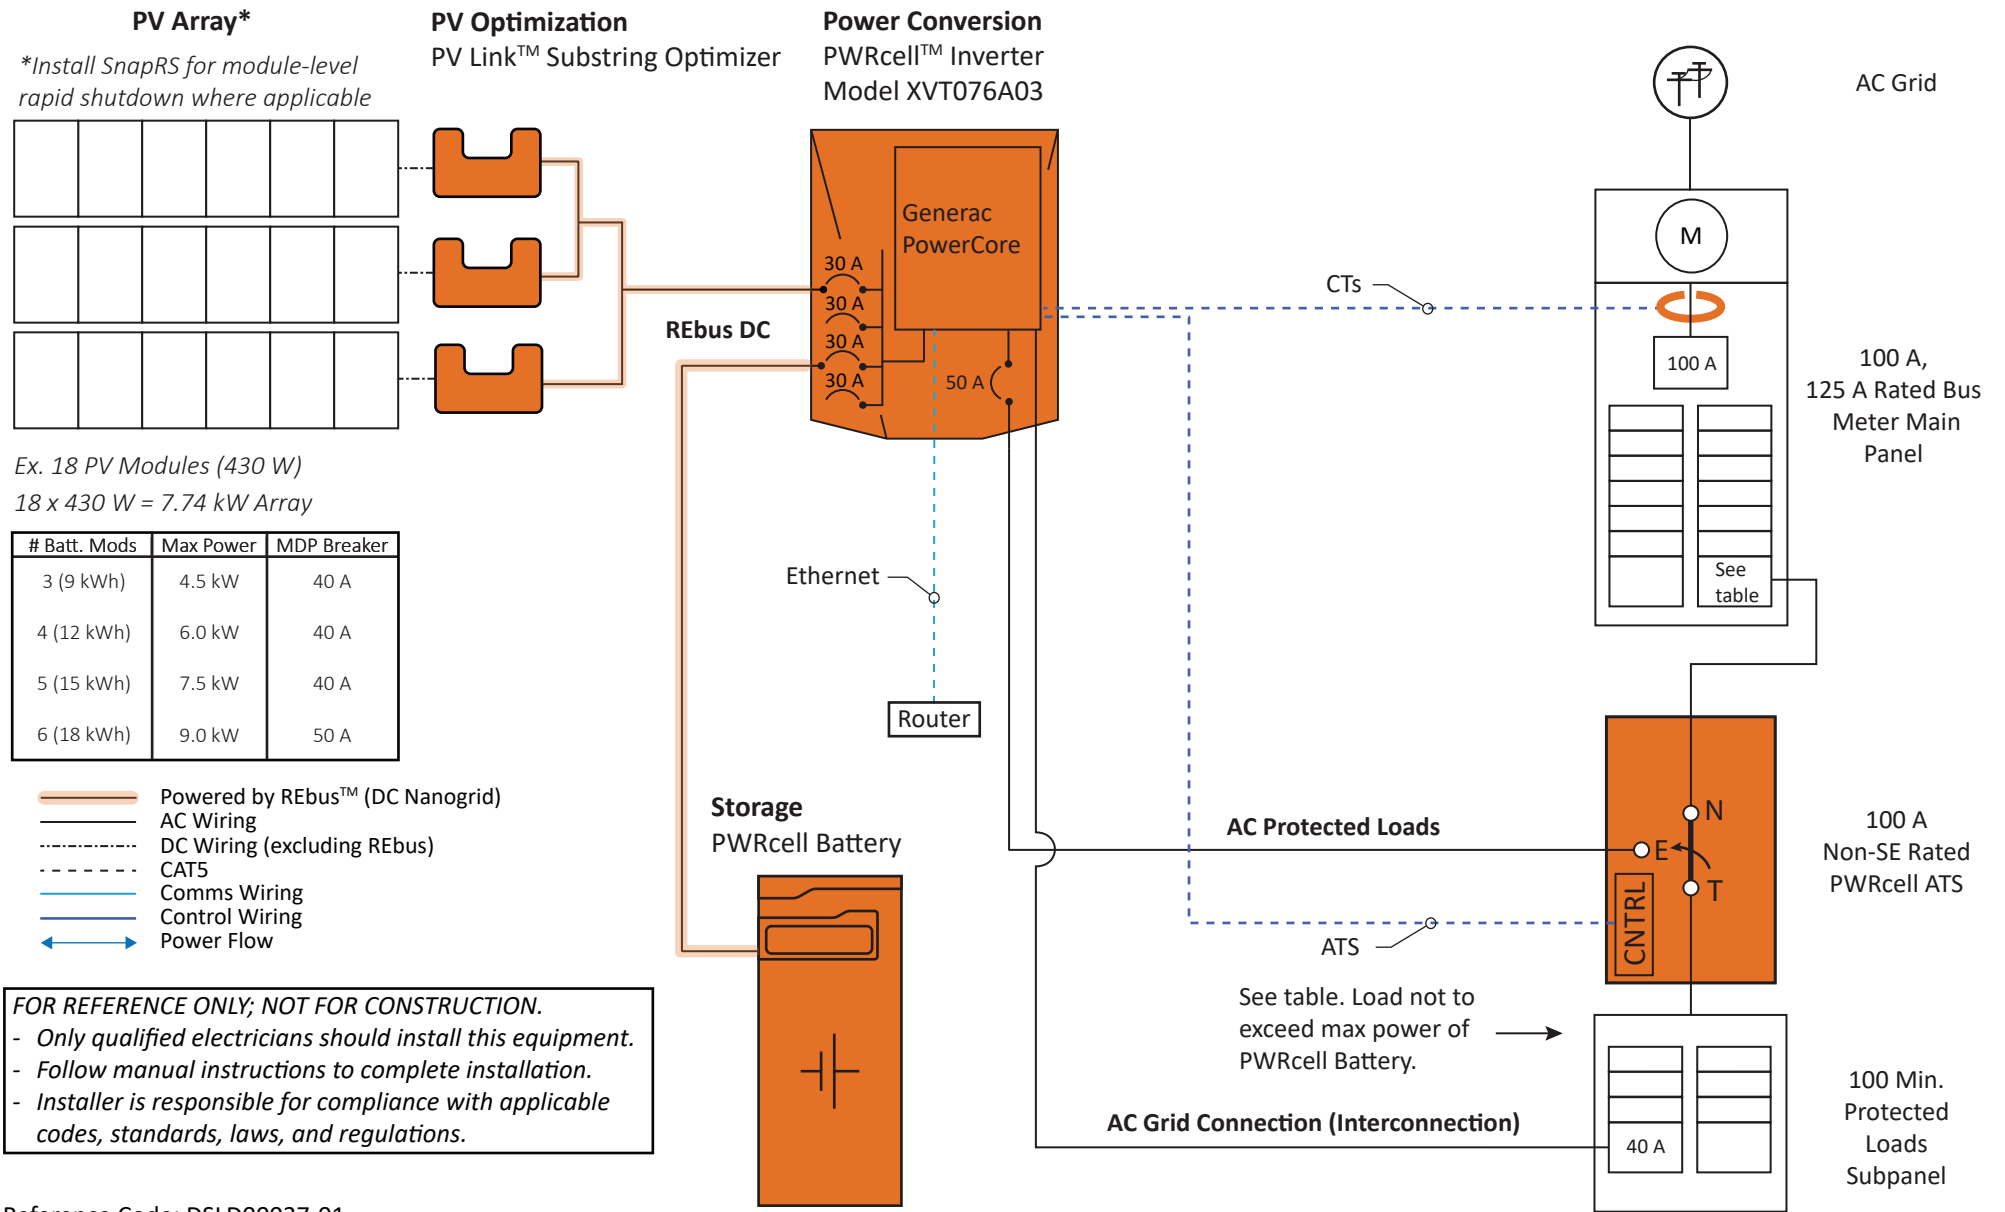 PV Array*
*Install SnapRS for module-level
rapid shutdown where applicable
PV Optimization
PV Link™ Substring Optimizer
Power Conversion
PWRcell™ Inverter
Model XVT076A03
AC Grid
Generac
PowerCore
30 A
30 A
30 A
30 A
50 A
REbus DC
CTs
M
100 A
100 A,
125 A Rated Bus
Meter Main
Panel
See
table
Ex. 18 PV Modules (430 W)
18 x 430 W = 7.74 kW Array
# Batt. Mods Max Power MDP Breaker
3 (9 kWh) 4.5 kW 40 A
4 (12 kWh) 6.0 kW 40 A
5 (15 kWh) 7.5 kW 40 A
6 (18 kWh) 9.0 kW 50 A
Ethernet
Router
Powered by REbus™ (DC Nanogrid)
AC Wiring
DC Wiring (excluding REbus)
CAT5
Comms Wiring
Control Wiring
Power Flow
Storage
PWRcell Battery
AC Protected Loads
N
E
T
CNTRL
100 A
Non-SE Rated
PWRcell ATS
ATS
See table. Load not to
exceed max power of
PWRcell Battery.
AC Grid Connection (Interconnection)
40 A
100 Min.
Protected
Loads
Subpanel
FOR REFERENCE ONLY; NOT FOR CONSTRUCTION.
- Only qualified electricians should install this equipment.
- Follow manual instructions to complete installation.
- Installer is responsible for compliance with applicable
codes, standards, laws, and regulations.
Reference Code: DSLD00027-01